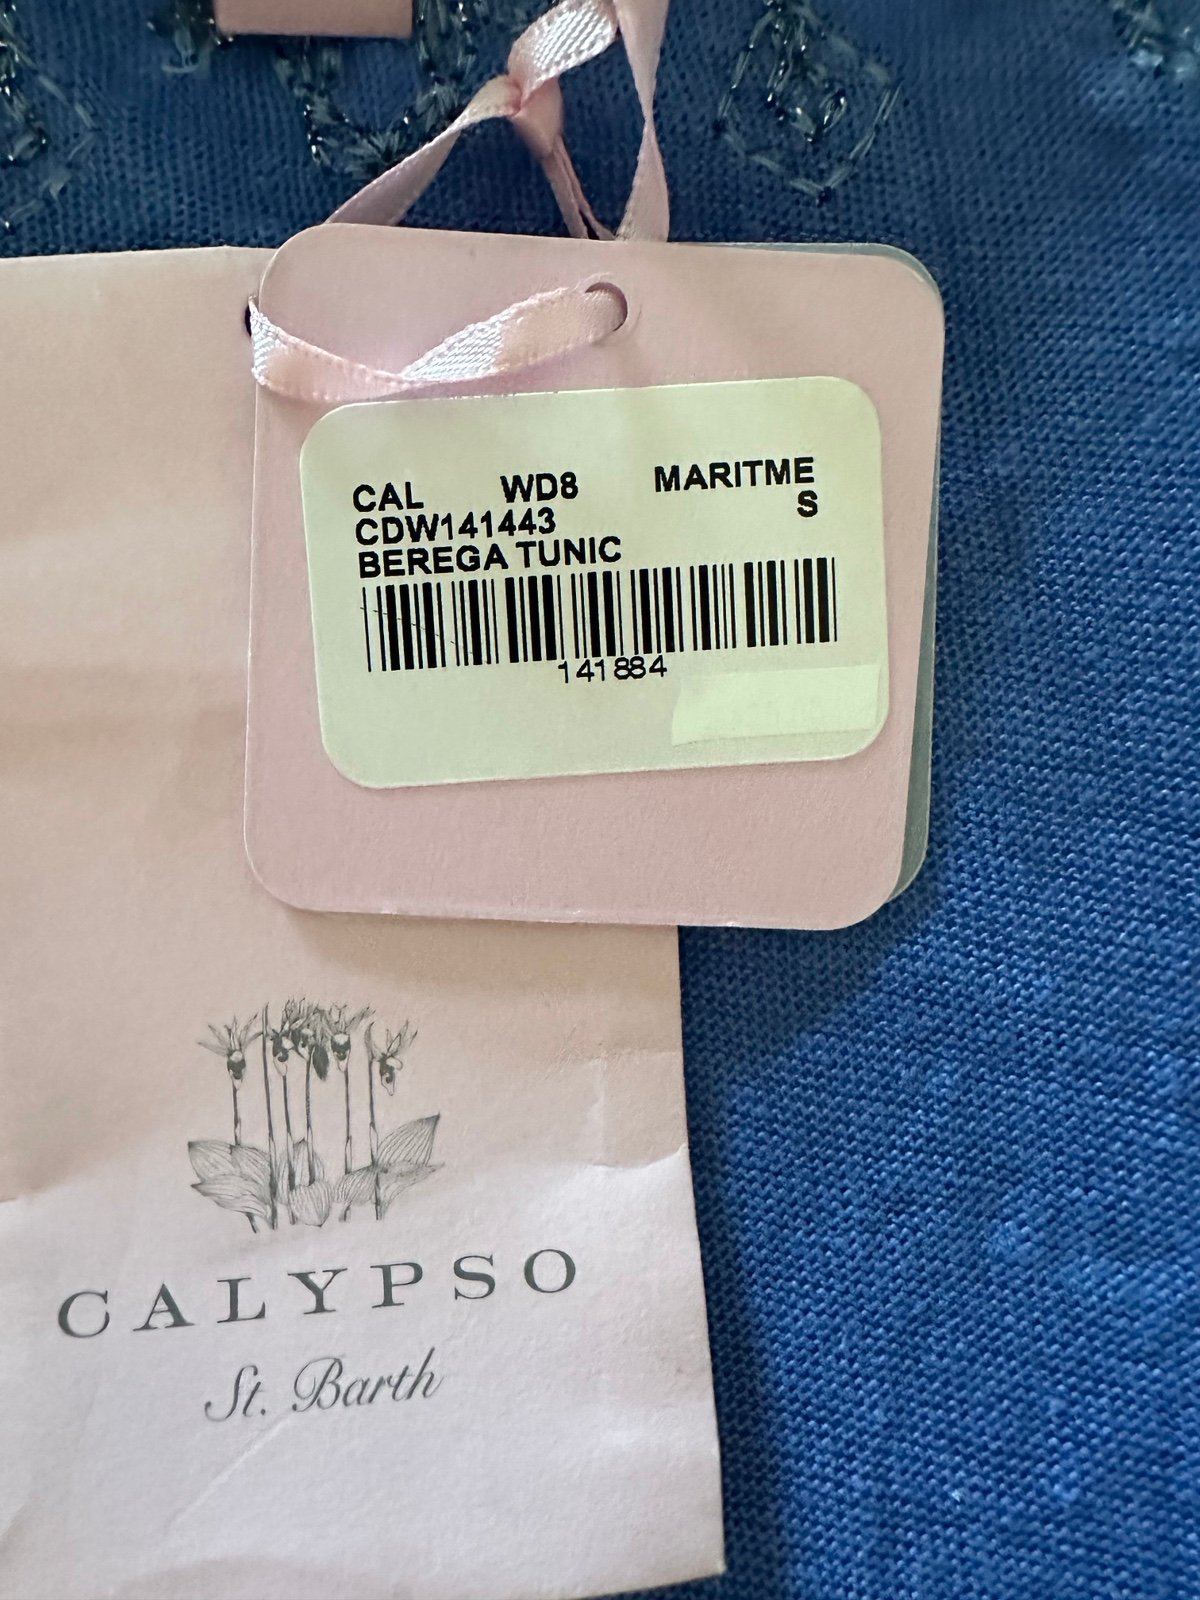 CAL WD8 MARITME
S
CDW141443
BEREGA TUNIC
141884
CALYPSO
St. Barth